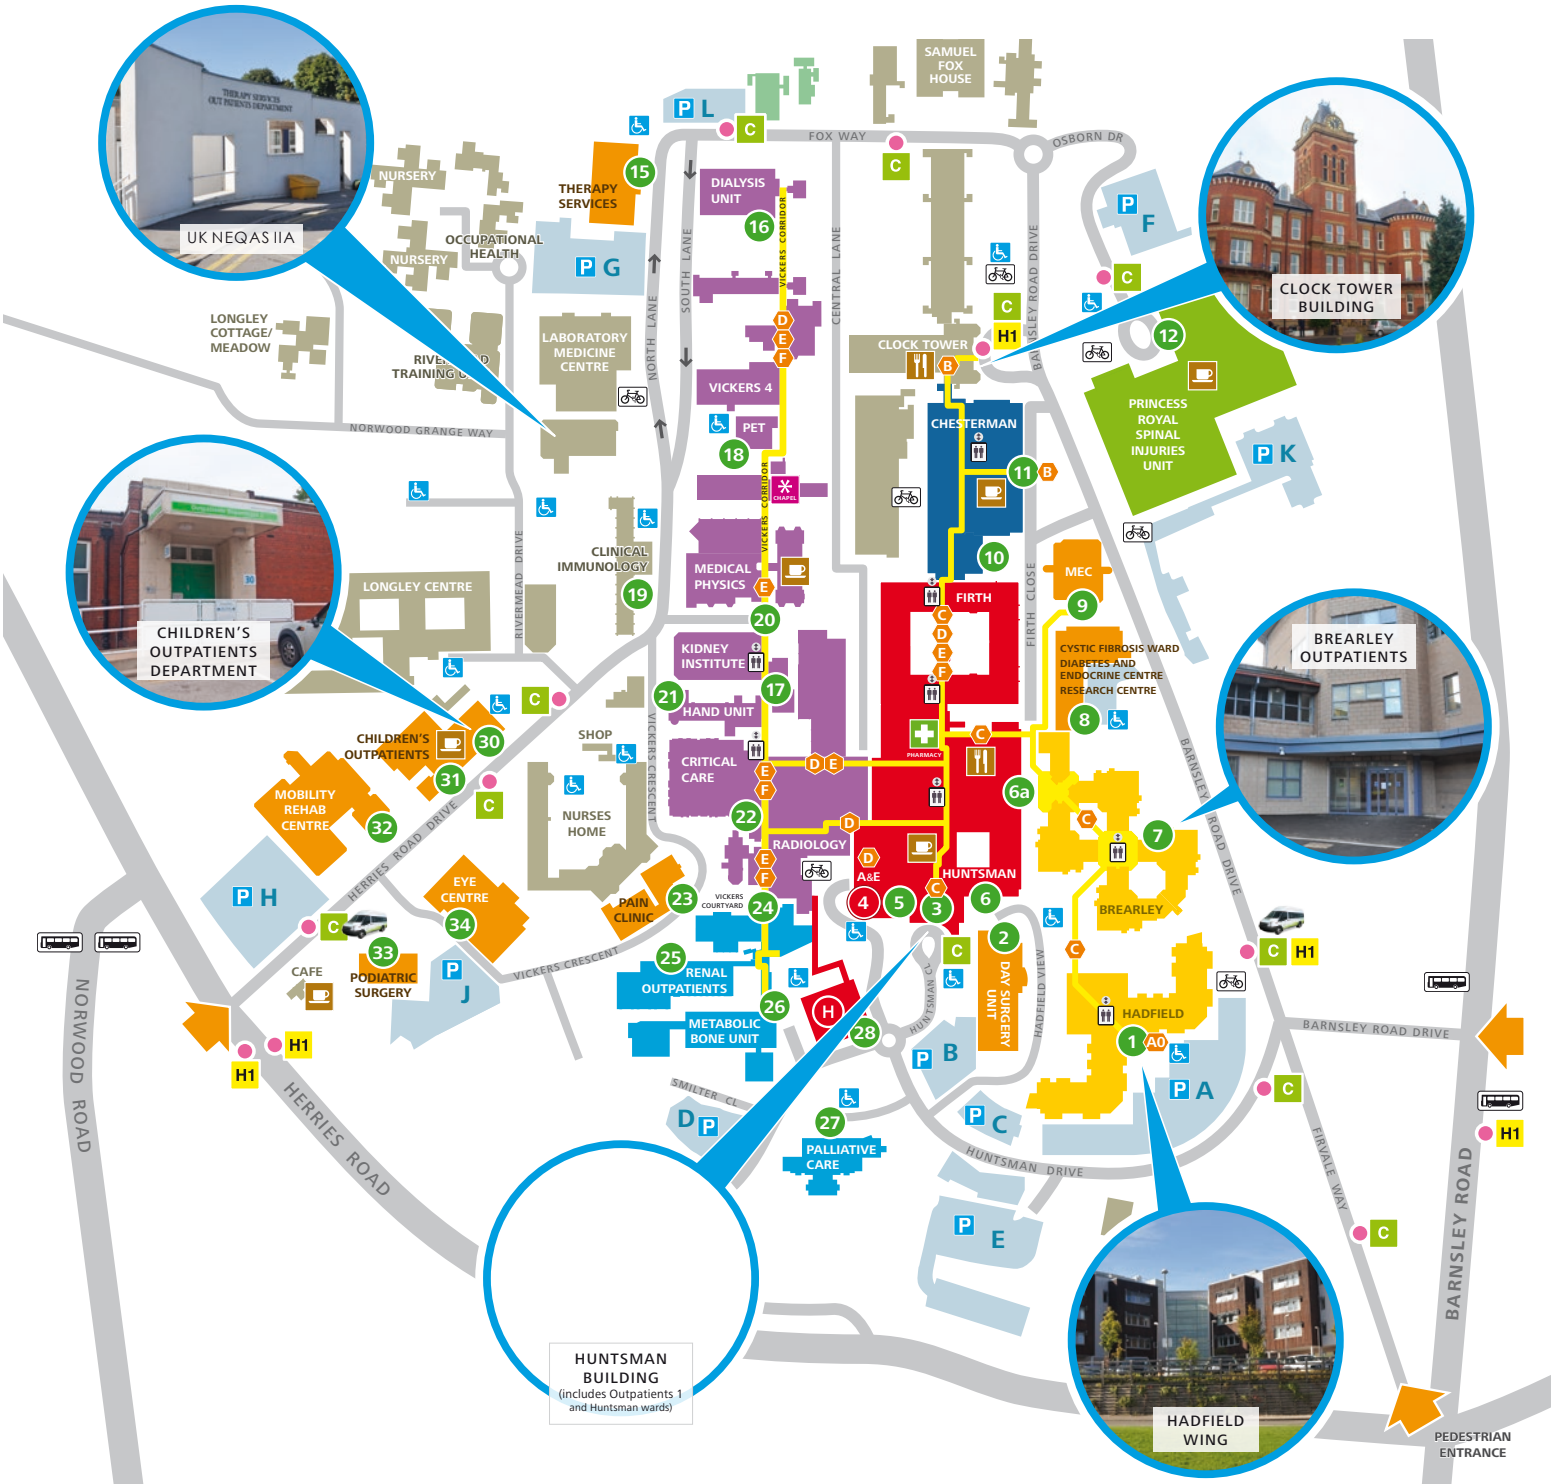 THERAPY SERVICES
OUT PATIENTS DEPARTMENT
UK NEQAS IIA
SAMUEL
FOX
HOUSE
P L
C
FOX WAY
C
OSBORN DR
C
P
F
CLOCK TOWER
BUILDING
NURSERY
NURSERY
OCCUPATIONAL
HEALTH
THERAPY
SERVICES
15
P G
DIALYSIS
UNIT
16
VICKERS CORRIDOR
NORTH LANE
SOUTH LANE
CENTRAL LANE
BARNSLEY ROAD DRIVE
C
H1
CLOCK TOWER
B
12
LONGLEY
COTTAGE/
MEADOW
LABORATORY
MEDICINE
CENTRE
D
E
F
VICKERS 4
PET
18
NORWOOD GRANGE WAY
CHESTERMAN
11
B
10
PRINCESS
ROYAL
SPINAL
INJURIES
UNIT
P K
CHAPEL
VICKERS CORRIDOR
CHILDREN'S
OUTPATIENTS
DEPARTMENT
30
RIVERMEAD DRIVE
CLINICAL
IMMUNOLOGY
19
LONGLEY CENTRE
MEDICAL
PHYSICS
E
20
FIRTH
C
D
E
F
FIRTH CLOSE
MEC
9
CYSTIC FIBROSIS WARD
DIABETES AND
ENDOCRINE CENTRE
RESEARCH CENTRE
8
BREARLEY
OUTPATIENTS
KIDNEY
INSTITUTE
17
21
HAND UNIT
CRITICAL
CARE
E
F
22
D E
D
RADIOLOGY
E
F
PHARMACY
C
6a
C
7
BREARLEY
BARNSLEY ROAD DRIVE
C
CHILDREN'S
OUTPATIENTS
30
31
C
MOBILITY
REHAB
CENTRE
32
HERRIES ROAD DRIVE
SHOP
NURSES
HOME
VICKERS CRESCENT
P H
C
EYE
CENTRE
34
PAIN
CLINIC
23
VICKERS
COURTYARD
24
D
A&E
4
5
C
3
HUNTSMAN
6
2
DAY SURGERY
UNIT
C
HUNTSMAN CL
HADFIELD VIEW
C
C
H1
33
PODIATRIC
SURGERY
CAFE
P
J
VICKERS CRESCENT
25
RENAL
OUTPATIENTS
26
METABOLIC
BONE UNIT
H
28
P B
HADFIELD
1
A0
P A
BARNSLEY ROAD DRIVE
NORWOOD ROAD
H1
H1
HERRIES ROAD
SMILTER CL
D P
27
PALLIATIVE
CARE
P C
HUNTSMAN DRIVE
C
H1
FIRVALE WAY
C
BARNSLEY ROAD
P E
HUNTSMAN
BUILDING
(includes Outpatients 1
and Huntsman wards)
HADFIELD
WING
PEDESTRIAN
ENTRANCE